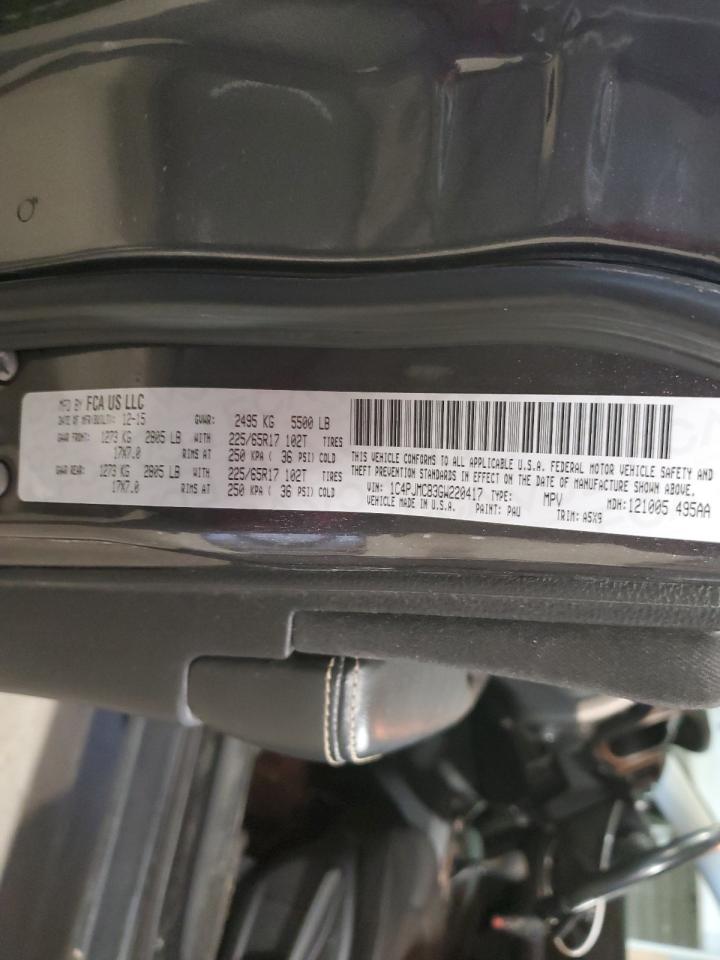 MFD BY FCA US LLC
DATE OF MFR(BUILT): 12-15 GVWR: 2495 KG 5500 LB
GAWR FRONT: 1273 KG 2805 LB WITH 225/65R17 102T TIRES
17X7.0 RIMS AT 250 KPA ( 36 PSI) COLD
GAWR REAR: 1273 KG 2805 LB WITH 225/65R17 102T TIRES
17X7.0 RIMS AT 250 KPA ( 36 PSI) COLD
THIS VEHICLE CONFORMS TO ALL APPLICABLE U.S.A. FEDERAL MOTOR VEHICLE SAFETY AND
THEFT PREVENTION STANDARDS IN EFFECT ON THE DATE OF MANUFACTURE SHOWN ABOVE.
VIN: 1C4PJMCB3GW220417 TYPE: MPV MDH:121005 495AA
VEHICLE MADE IN U.S.A. PAINT: PAU TRIM: A5X9